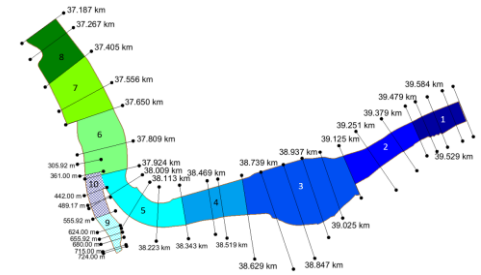 37.187 km
37.267 km
37.405 km
8
37.556 km
7
37.650 km
6
37.809 km
39.584 km
39.479 km
39.379 km
39.251 km
39.125 km
1
2
39.529 km
305.92 m
361.00 m
37.924 km
38.009 km
38.113 km
38.469 km
38.739 km
38.937 km
10
442.00 m
489.17 m
3
4
5
555.92 m
9
39.025 km
624.00 m
655.92 m
680.00 m
715.00 m
724.00 m
38.223 km
38.343 km
38.519 km
38.629 km
38.847 km